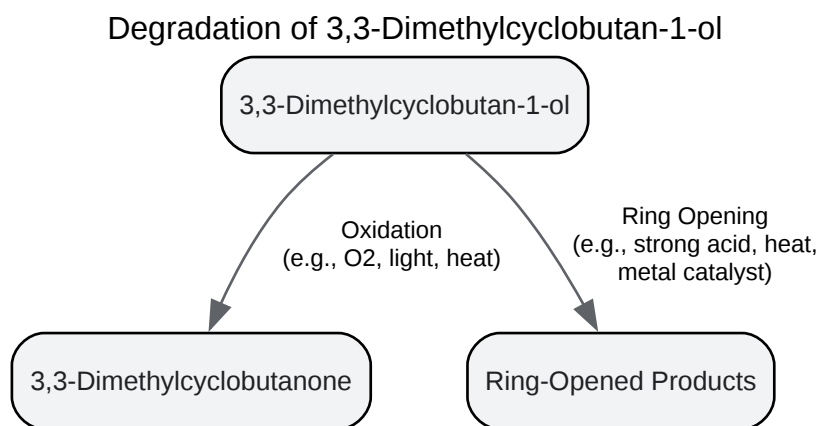 Degradation of 3,3-Dimethylcyclobutan-1-ol
3,3-Dimethylcyclobutan-1-ol
Oxidation
(e.g., O2, light, heat)
Ring Opening
(e.g., strong acid, heat,
metal catalyst)
3,3-Dimethylcyclobutanone
Ring-Opened Products